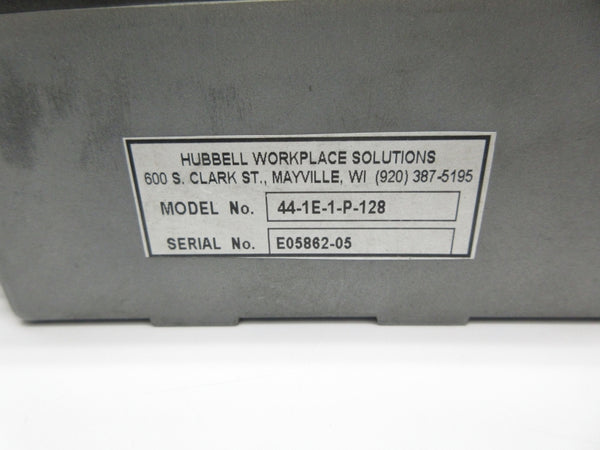 HUBBELL WORKPLACE SOLUTIONS
600 S. CLARK ST., MAYVILLE, WI (920) 387-5195
MODEL No. 44-1E-1-P-128
SERIAL No. E05862-05